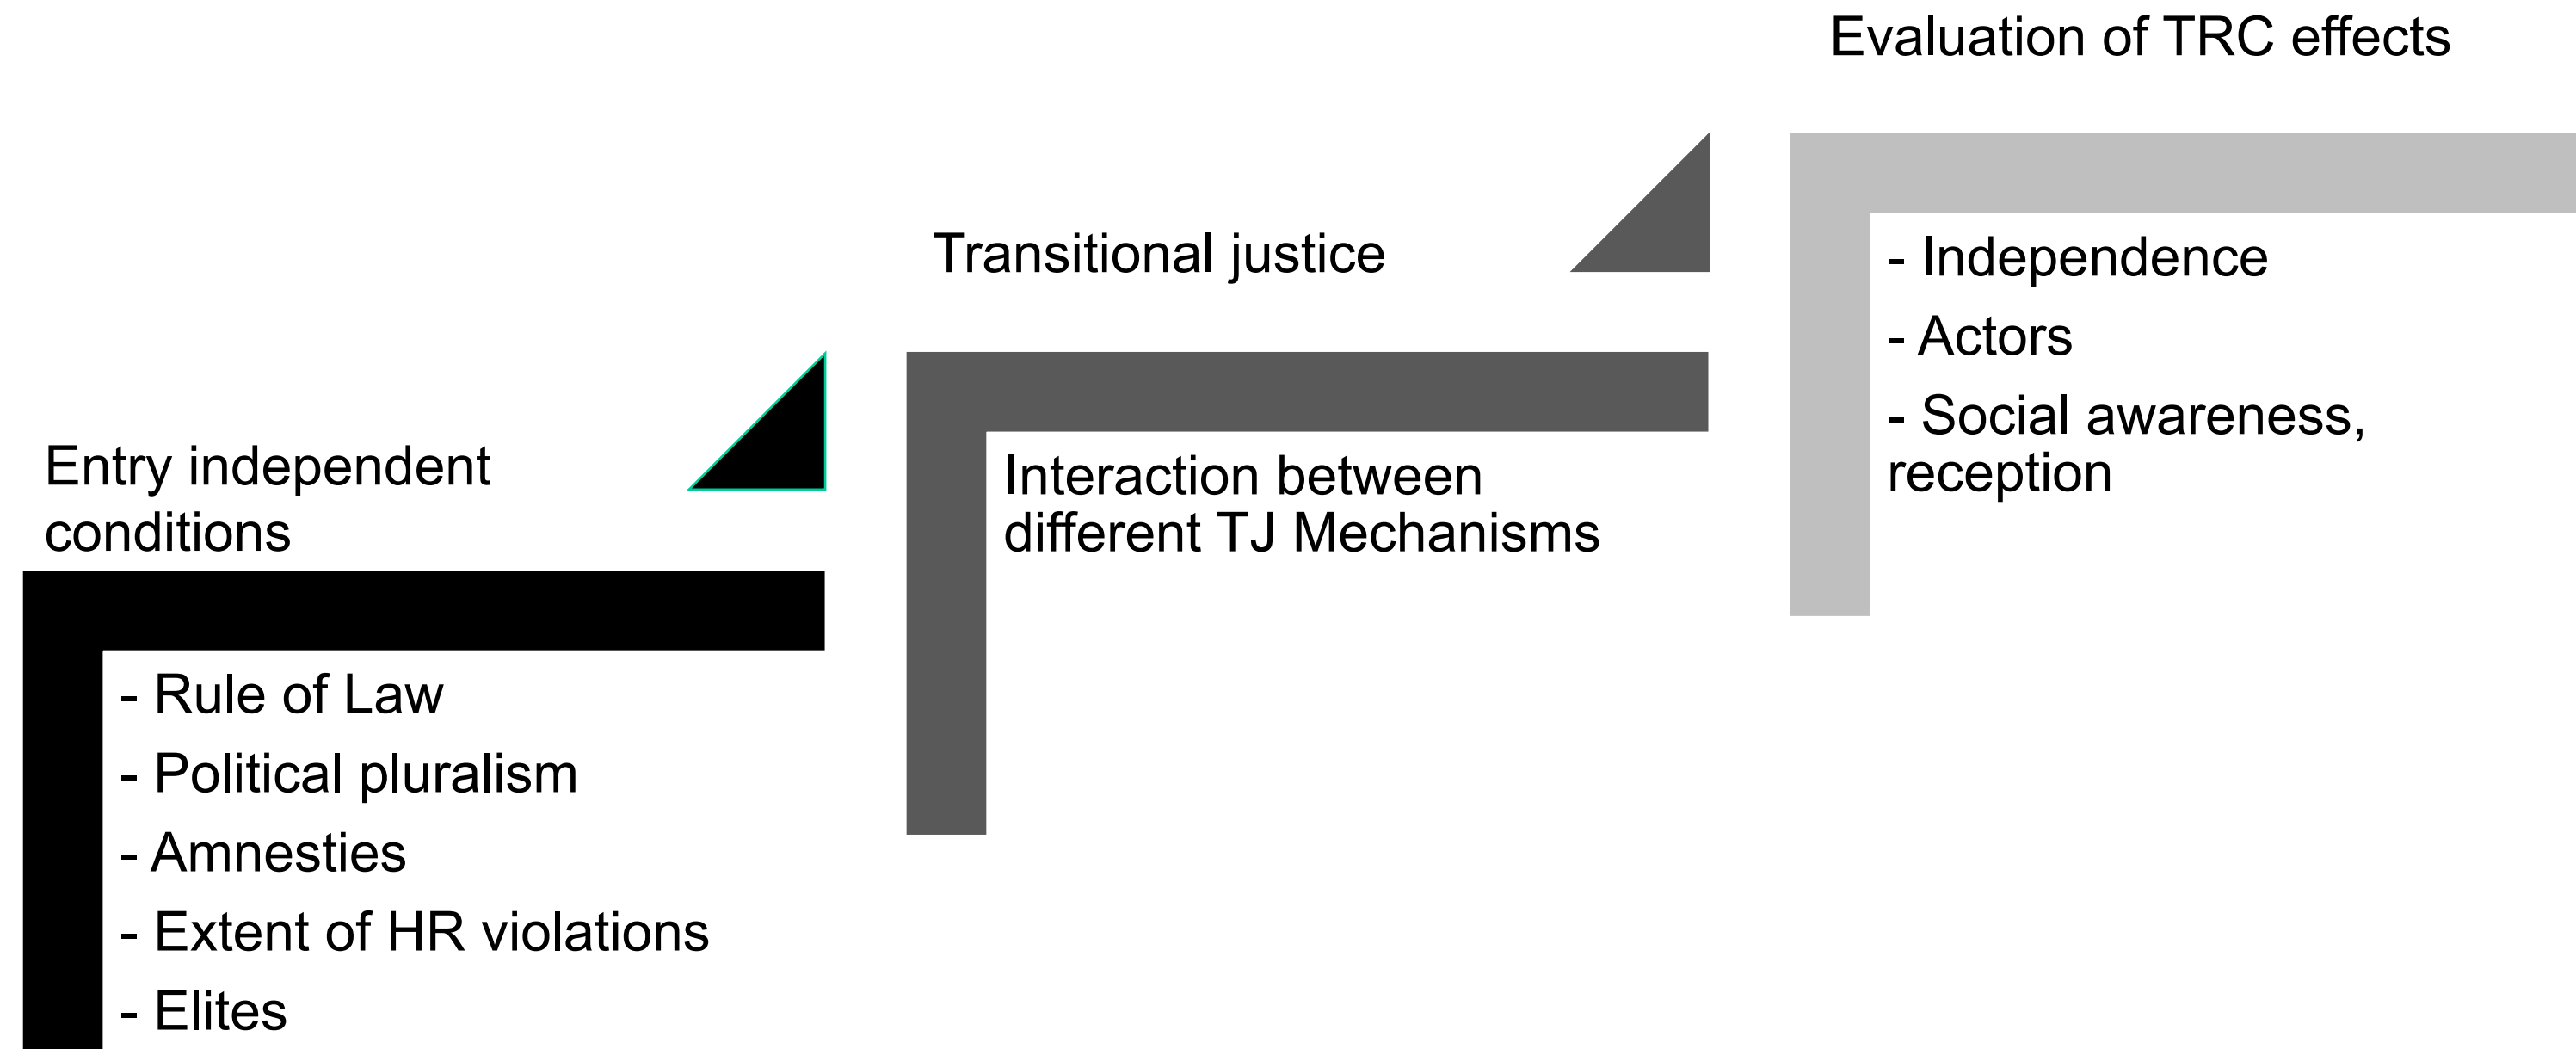 Entry independent
conditions
- Rule of Law
- Political pluralism
- Amnesties
- Extent of HR violations
- Elites
Transitional justice
Interaction between
different TJ Mechanisms
Evaluation of TRC effects
- Independence
- Actors
- Social awareness,
reception